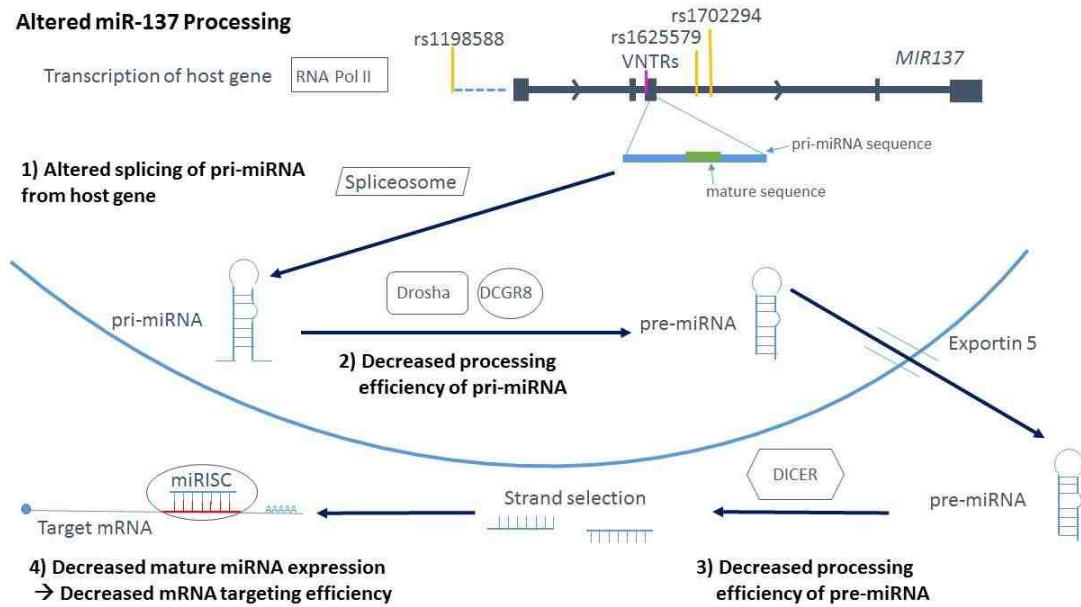 Altered miR-137 Processing
rs1702294
rs1198588
rs1625579
VNTRs
MIR137
Transcription of host gene
RNA Pol II
pri-miRNA sequence
mature sequence
1) Altered splicing of pri-miRNA
from host gene
Spliceosome
Drosha
DCGR8
pri-miRNA
pre-miRNA
Exportin 5
2) Decreased processing
efficiency of pri-miRNA
miRISC
DICER
Strand selection
pre-miRNA
AAAAA
Target mRNA
4) Decreased mature miRNA expression
→ Decreased mRNA targeting efficiency
3) Decreased processing
efficiency of pre-miRNA